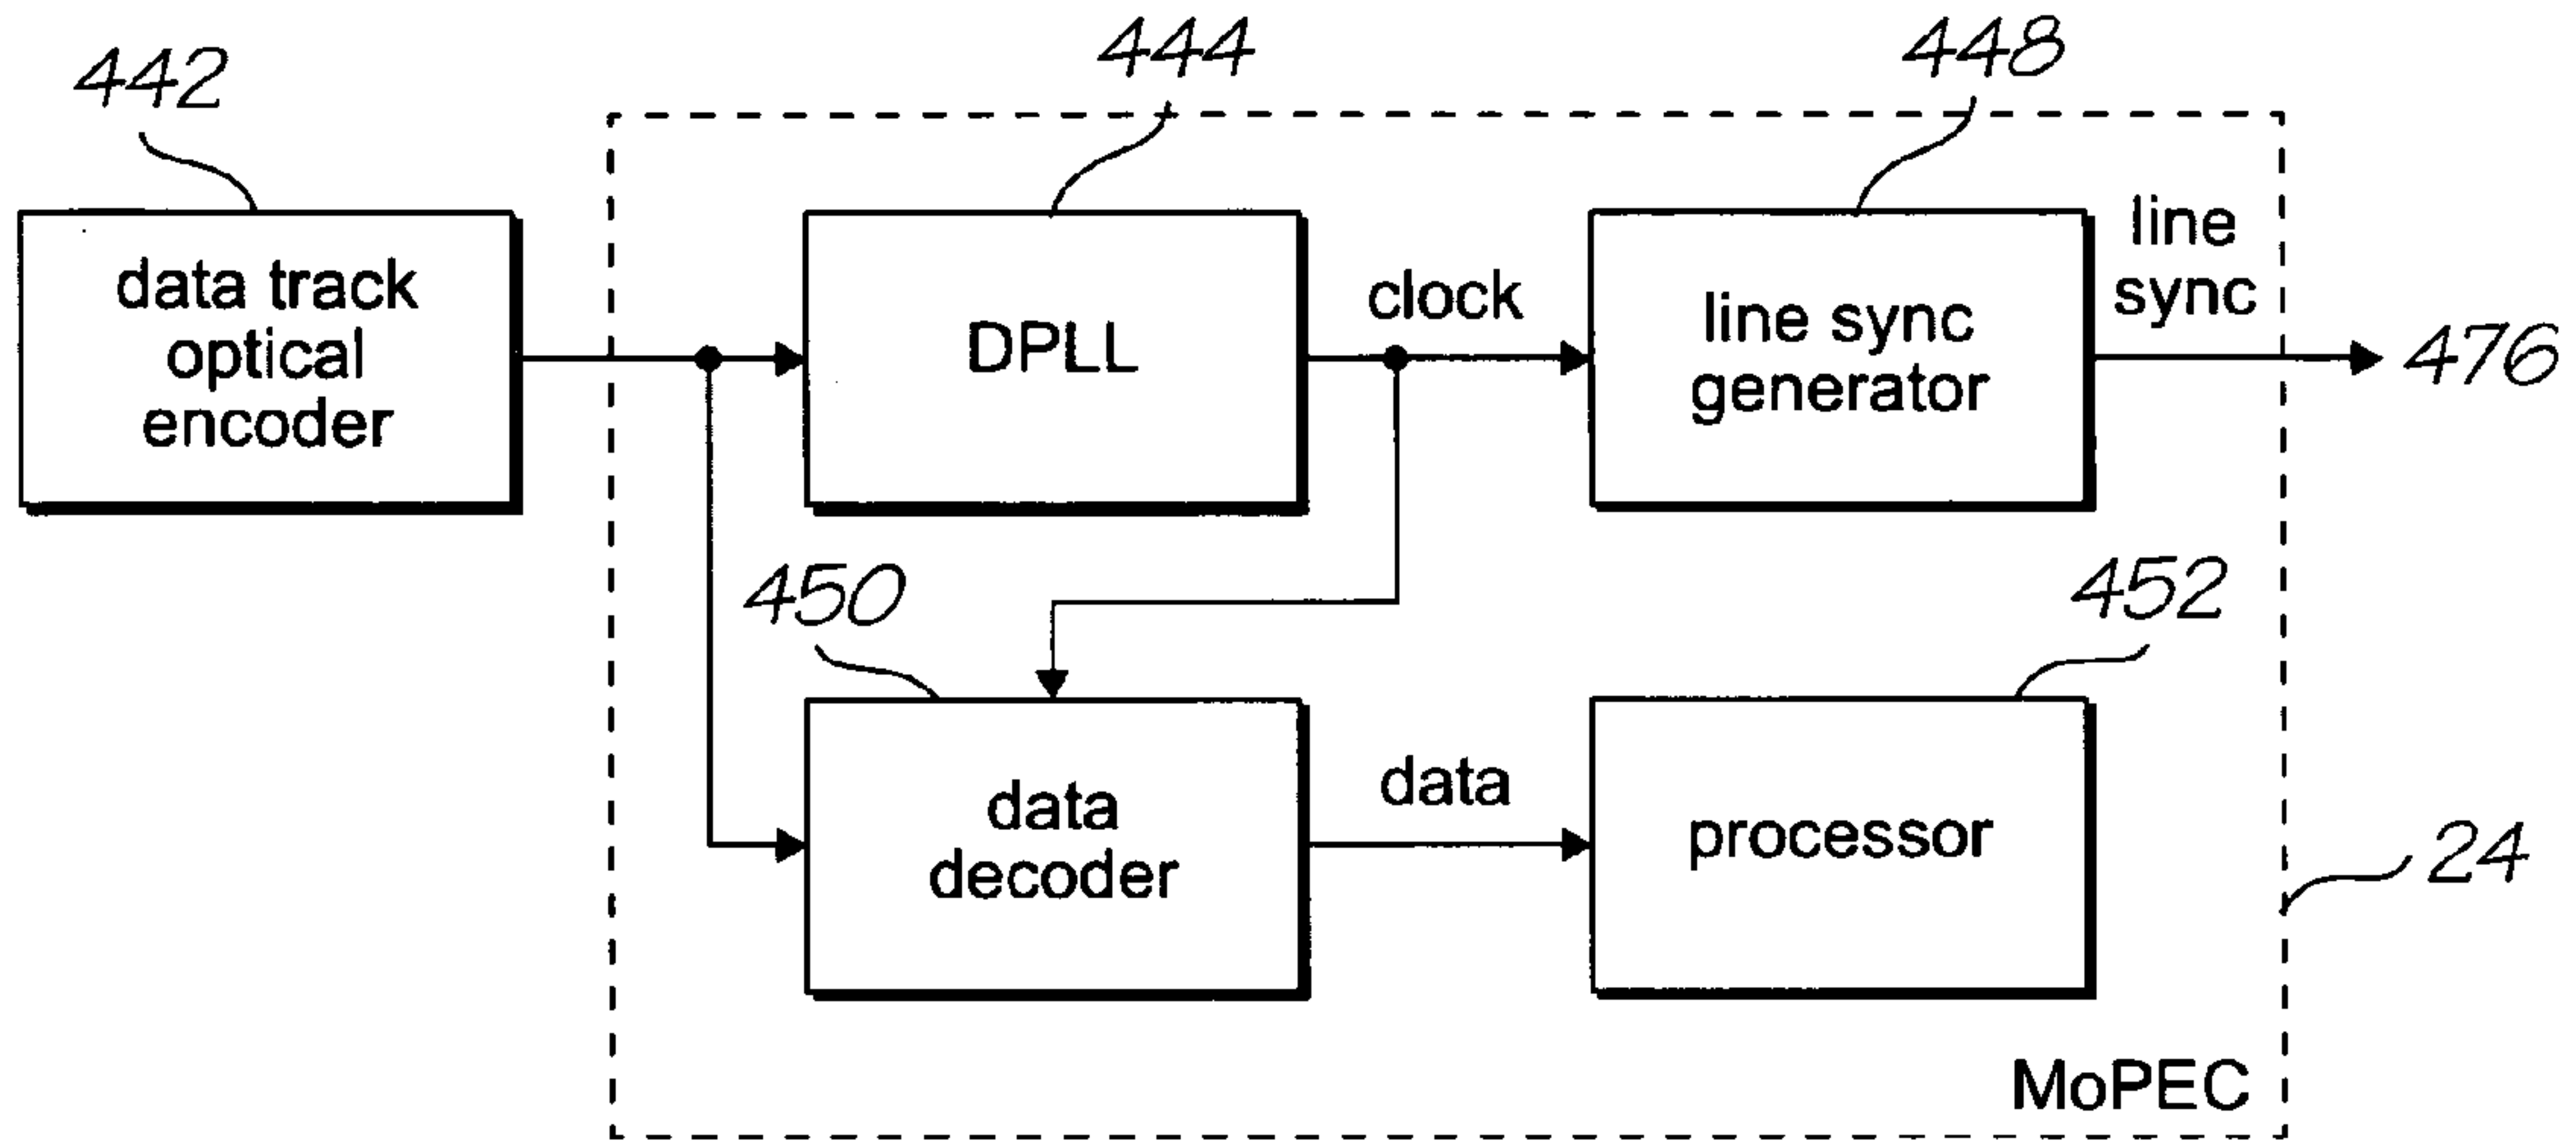 442
444
448
data track
optical
encoder
DPLL
clock
line sync
generator
line
sync
476
450
452
data
decoder
data
processor
24
MoPEC